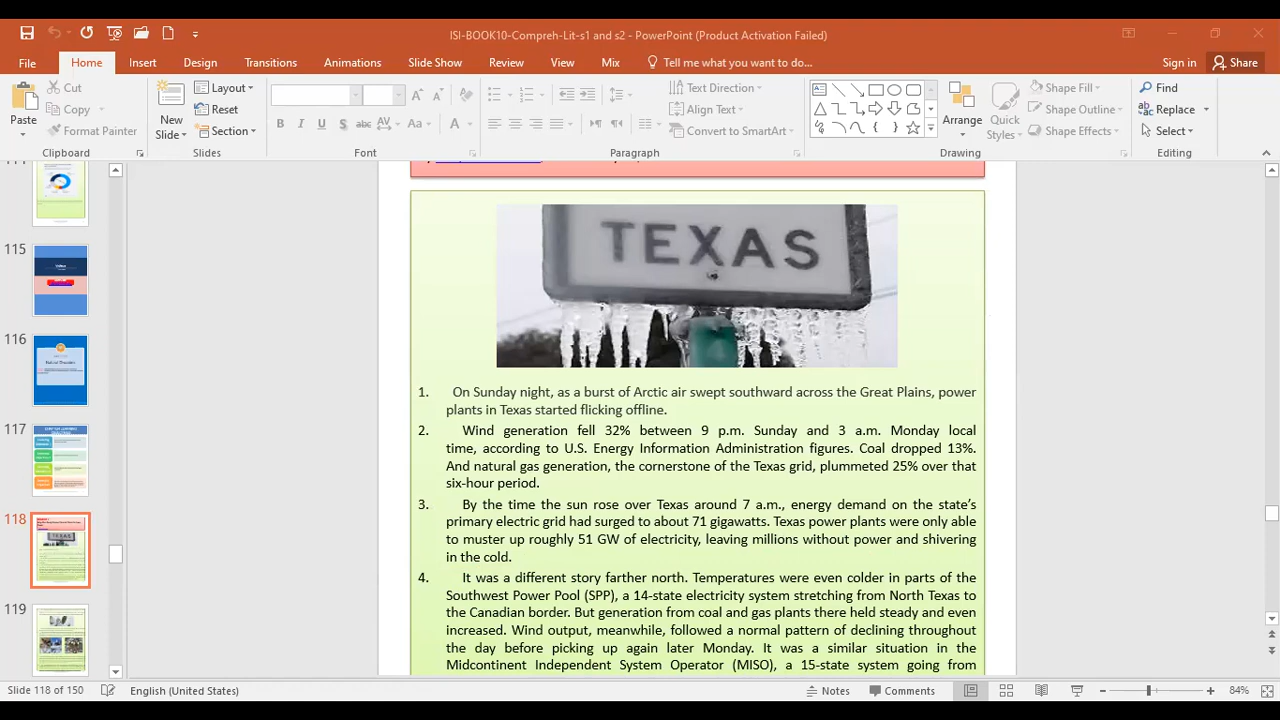 ISI-BOOK10-Compreh-Lit-s1 and s2 - PowerPoint (Product Activation Failed)
File Home Insert Design Transitions Animations Slide Show Review View Mix Tell me what you want to do... Sign in Share
Paste
Cut
Copy
Format Painter
Clipboard
New
Slide
Layout
Reset
Section
Slides
B I U S abc AV Aa A
Font
Text Direction
Align Text
Convert to SmartArt
Paragraph
Arrange
Quick
Styles
Shape Fill
Shape Outline
Shape Effects
Drawing
Find
Replace
Select
Editing
115
116
117
118
119
TEXAS
1. On Sunday night, as a burst of Arctic air swept southward across the Great Plains, power
plants in Texas started flicking offline.
2. Wind generation fell 32% between 9 p.m. Sunday and 3 a.m. Monday local
time, according to U.S. Energy Information Administration figures. Coal dropped 13%.
And natural gas generation, the cornerstone of the Texas grid, plummeted 25% over that
six-hour period.
3. By the time the sun rose over Texas around 7 a.m., energy demand on the state's
primary electric grid had surged to about 71 gigawatts. Texas power plants were only able
to muster up roughly 51 GW of electricity, leaving millions without power and shivering
in the cold.
4. It was a different story farther north. Temperatures were even colder in parts of the
Southwest Power Pool (SPP), a 14-state electricity system stretching from North Texas to
the Canadian border. But generation from coal and gas plants there held steady and even
increased. Wind output, meanwhile, followed a normal pattern of declining throughout
the day before picking up again later Monday. It was a similar situation in the
Midcontinent Independent System Operator (MISO), a 15-state system going from
Slide 118 of 150 English (United States) Notes Comments 84%